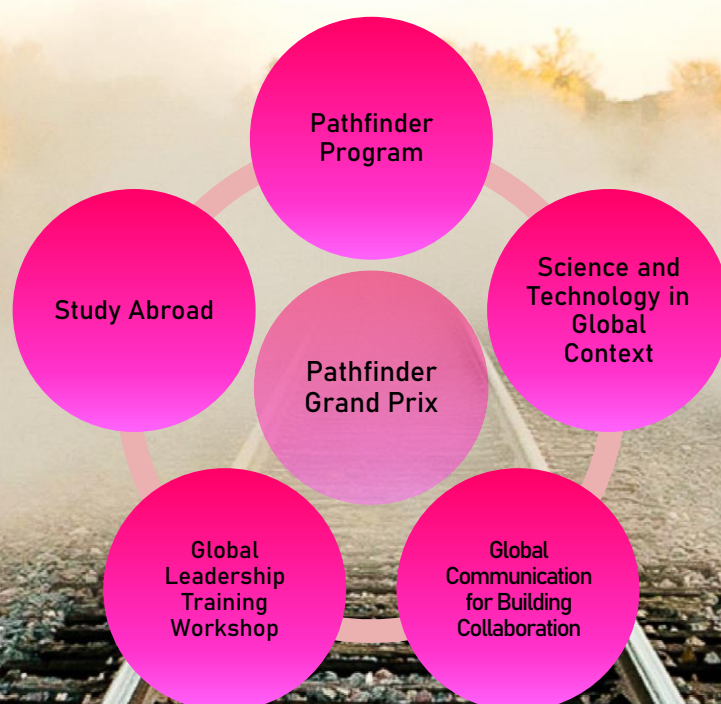 Pathfinder
Program
Study Abroad
Science and
Technology in
Global
Context
Pathfinder
Grand Prix
Global
Leadership
Training
Workshop
Global
Communication
for Building
Collaboration